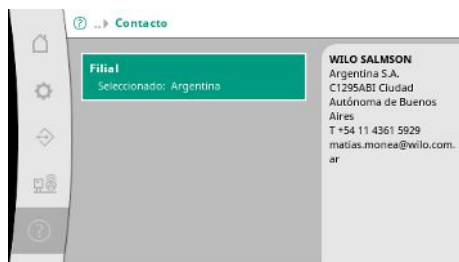 ? ..▸ Contacto
Filial
Seleccionado: Argentina
WILO SALMSON
Argentina S.A.
C1295ABI Ciudad
Autónoma de Buenos
Aires
T +54 11 4361 5929
matias.monea@wilo.com.
ar
?